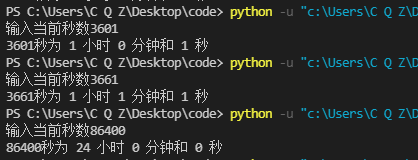 PS C:\Users\C Q Z\Desktop\code> python -u "c:\Users\C Q Z\D
输入当前秒数3601
3601秒为 1 小时 0 分钟和 1 秒
PS C:\Users\C Q Z\Desktop\code> python -u "c:\Users\C Q Z\D
输入当前秒数3661
3661秒为 1 小时 1 分钟和 1 秒
PS C:\Users\C Q Z\Desktop\code> python -u "c:\Users\C Q Z\D
输入当前秒数86400
86400秒为 24 小时 0 分钟和 0 秒